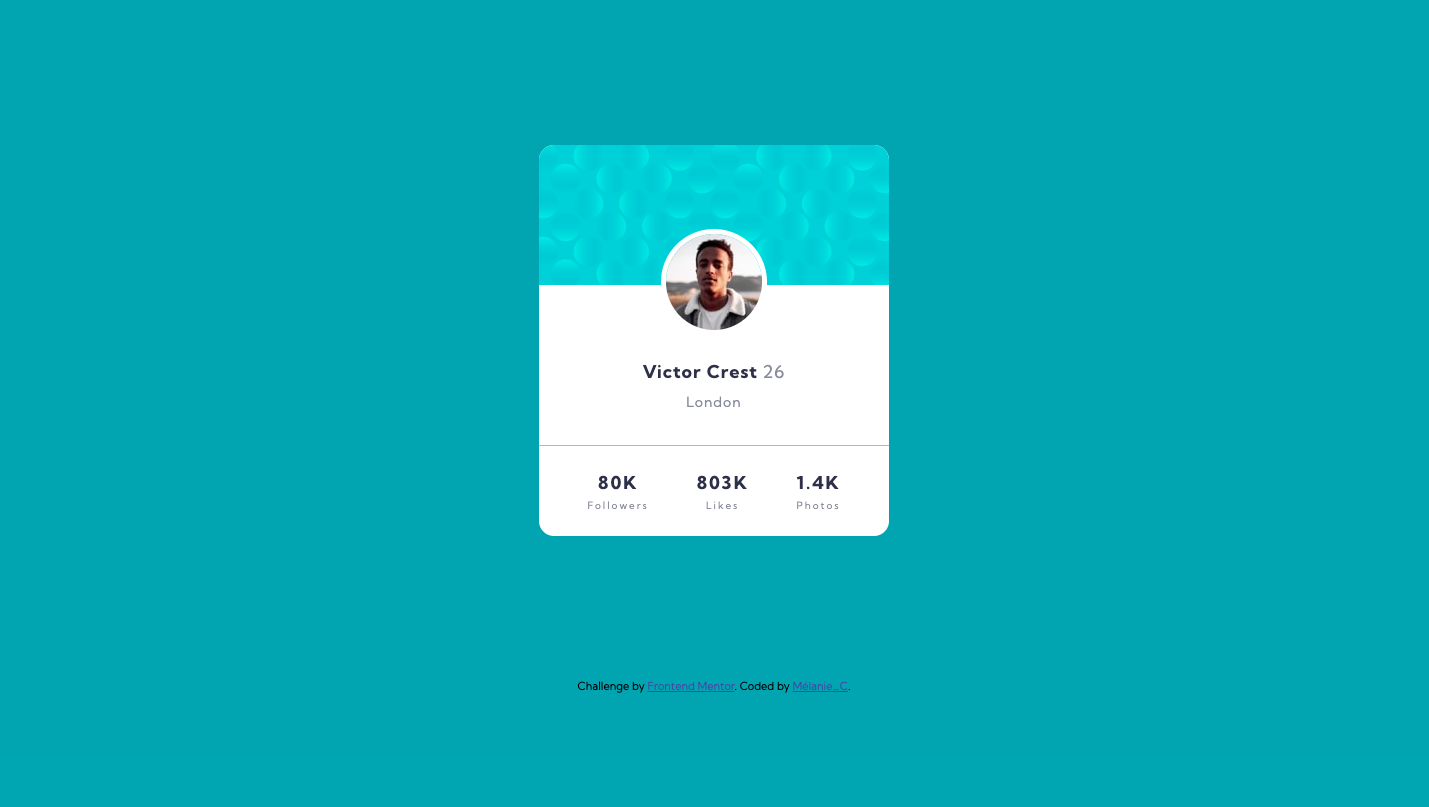 Victor Crest 26
London
80K 803K 1.4K
Followers Likes Photos
Challenge by Frontend Mentor. Coded by Mélanie_C.